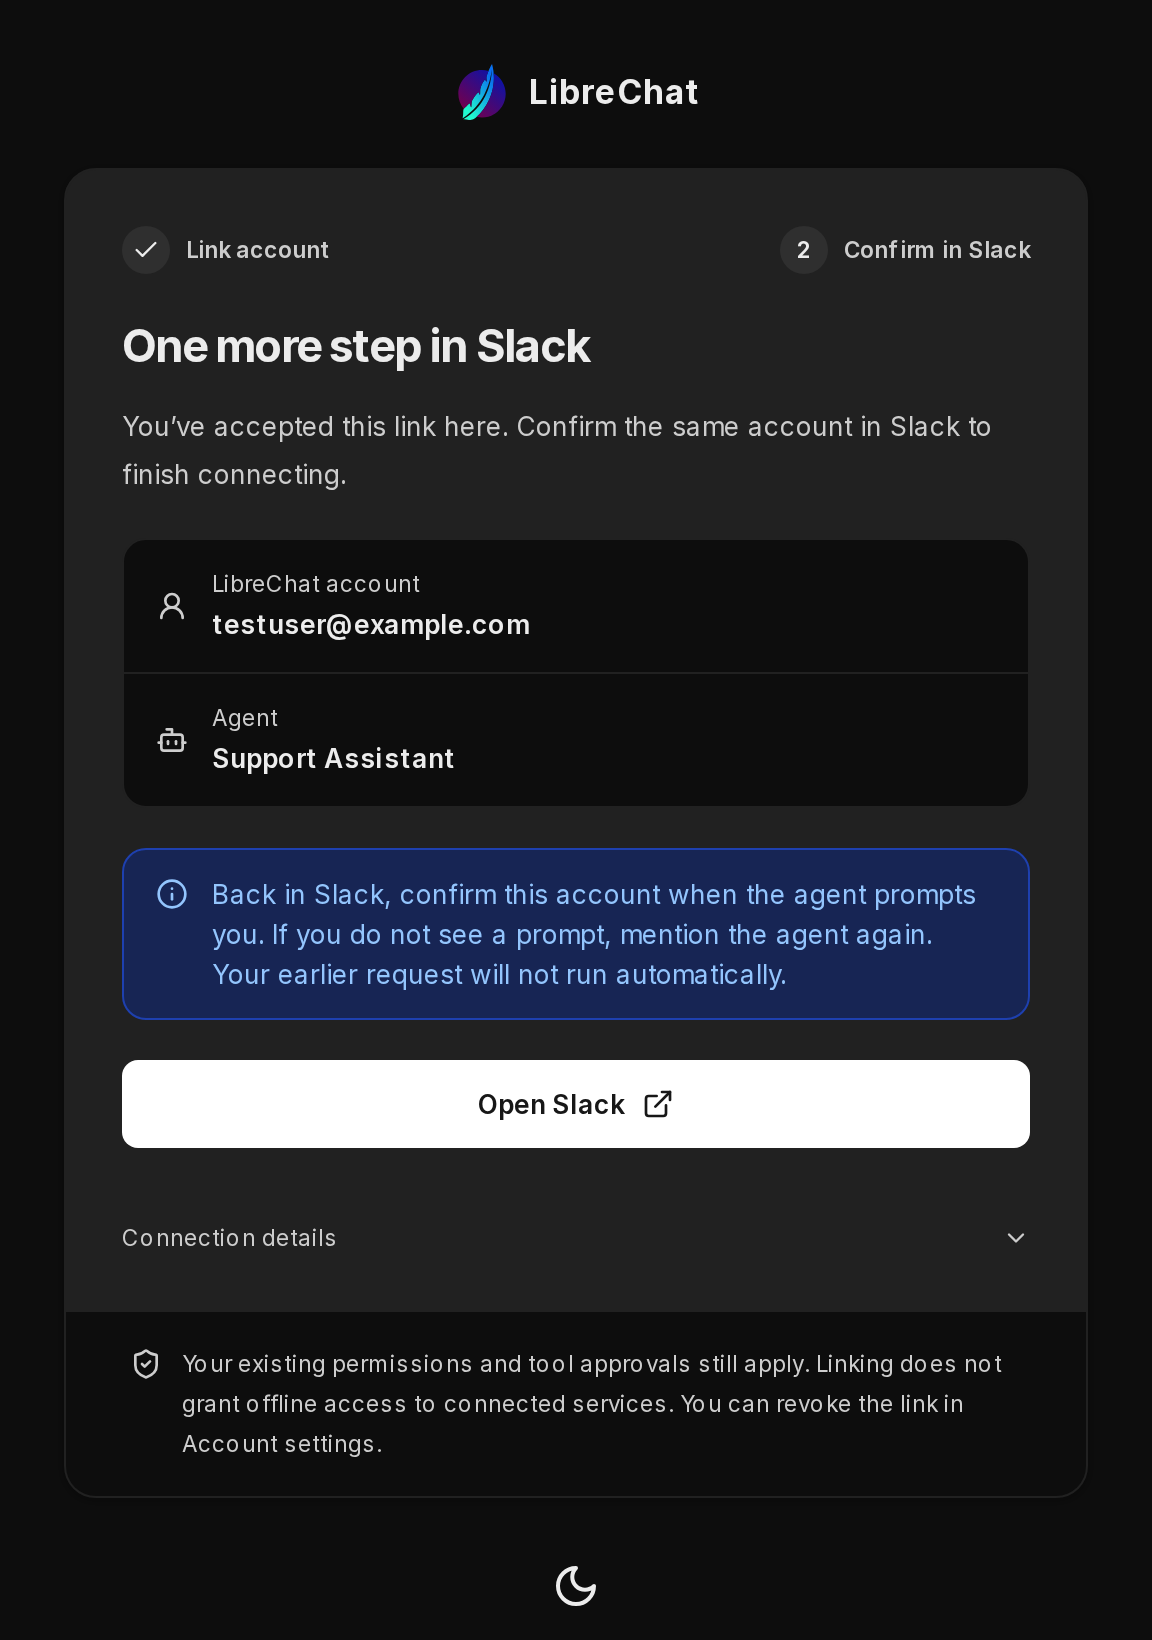 LibreChat
Link account
2 Confirm in Slack
One more step in Slack
You’ve accepted this link here. Confirm the same account in Slack to
finish connecting.
LibreChat account
testuser@example.com
Agent
Support Assistant
Back in Slack, confirm this account when the agent prompts
you. If you do not see a prompt, mention the agent again.
Your earlier request will not run automatically.
Open Slack
Connection details
Your existing permissions and tool approvals still apply. Linking does not
grant offline access to connected services. You can revoke the link in
Account settings.